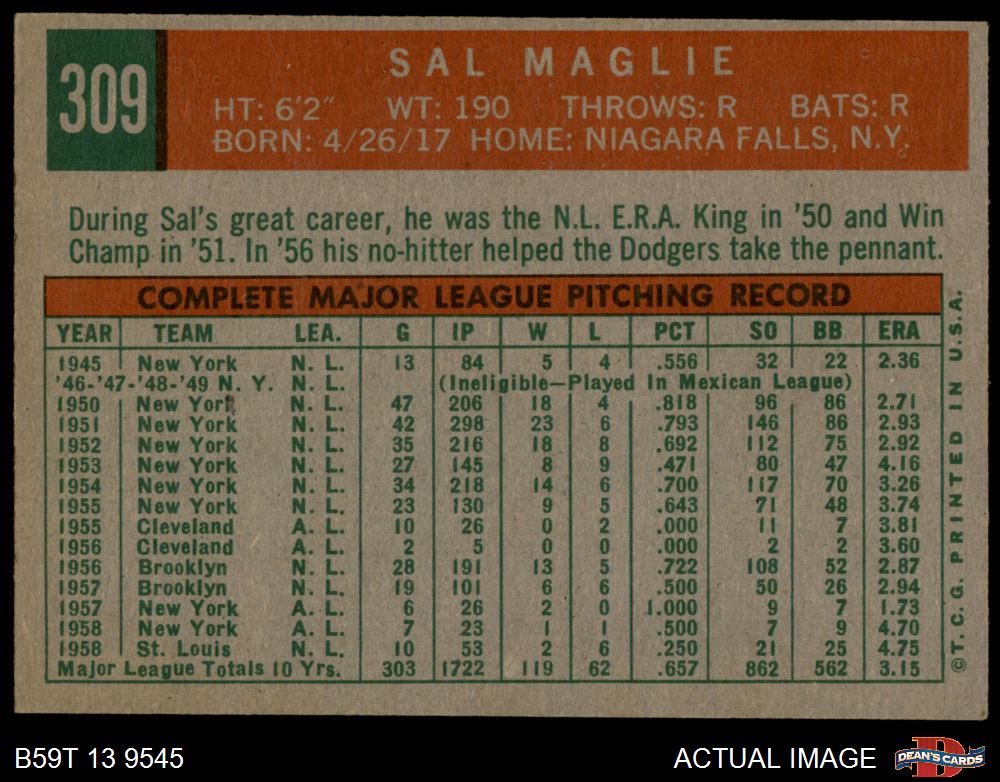 309
SAL MAGLIE
HT: 6'2" WT: 190 THROWS: R BATS: R
BORN: 4/26/17 HOME: NIAGARA FALLS, N.Y.
During Sal's great career, he was the N.L. E.R.A. King in '50 and Win
Champ in '51. In '56 his no-hitter helped the Dodgers take the pennant.
COMPLETE MAJOR LEAGUE PITCHING RECORD
YEAR TEAM LEA. G IP W L PCT SO BB ERA
1945 New York N. L. 13 84 5 4 .556 32 22 2.36
'46-'47-'48-'49 N. Y. N. L. (Ineligible—Played In Mexican League)
1950 New York N. L. 47 206 18 4 .818 96 86 2.71
1951 New York N. L. 42 298 23 6 .793 146 86 2.93
1952 New York N. L. 35 216 18 8 .692 112 75 2.92
1953 New York N. L. 27 145 8 9 .471 80 47 4.16
1954 New York N. L. 34 218 14 6 .700 117 70 3.26
1955 New York N. L. 23 130 9 5 .643 71 48 3.74
1955 Cleveland A. L. 10 26 0 2 .000 11 7 3.81
1956 Cleveland A. L. 2 5 0 0 .000 2 2 3.60
1956 Brooklyn N. L. 28 191 13 5 .722 108 52 2.87
1957 Brooklyn N. L. 19 101 6 6 .500 50 26 2.94
1957 New York A. L. 6 26 2 0 1.000 9 7 1.73
1958 New York A. L. 7 23 1 1 .500 7 9 4.70
1958 St. Louis N. L. 10 53 2 6 .250 21 25 4.75
Major League Totals 10 Yrs. 303 1722 119 62 .657 862 562 3.15
©T.C.G. PRINTED IN U.S.A.
B59T 13 9545
ACTUAL IMAGE
D
DEAN'S CARDS